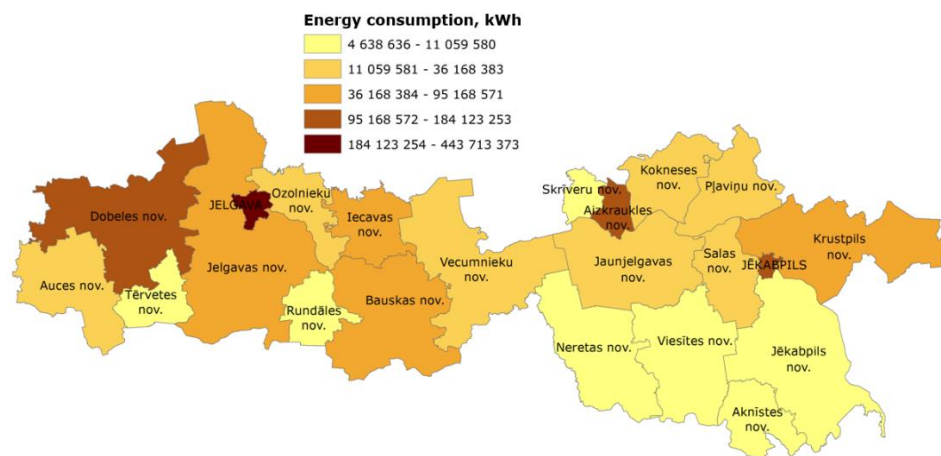 Energy consumption, kWh
4 638 636 - 11 059 580
11 059 581 - 36 168 383
36 168 384 - 95 168 571
95 168 572 - 184 123 253
184 123 254 - 443 713 373
Dobeles nov.
Auces nov.
Tērvetes
nov.
JELGAVA
Jelgavas nov.
Ozolnieku
nov.
Iecavas
nov.
Rundāles
nov.
Bauskas nov.
Vecumnieku
nov.
Skrīveru nov.
Aizkraukles
nov.
Kokneses
nov.
Pļaviņu nov.
Jaunjelgavas
nov.
Salas
nov.
JĒKABPILS
Krustpils
nov.
Neretas nov.
Viesītes nov.
Jēkabpils
nov.
Aknīstes
nov.